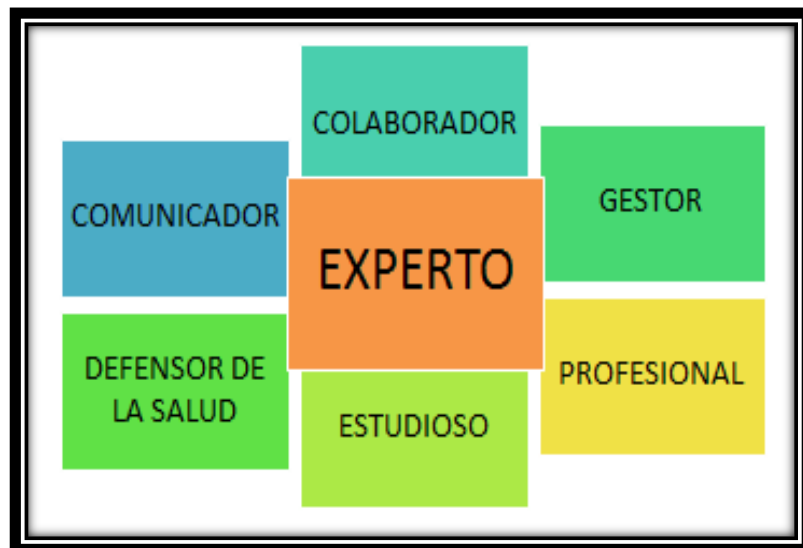 COLABORADOR
COMUNICADOR
GESTOR
EXPERTO
DEFENSOR DE
LA SALUD
ESTUDIOSO
PROFESIONAL